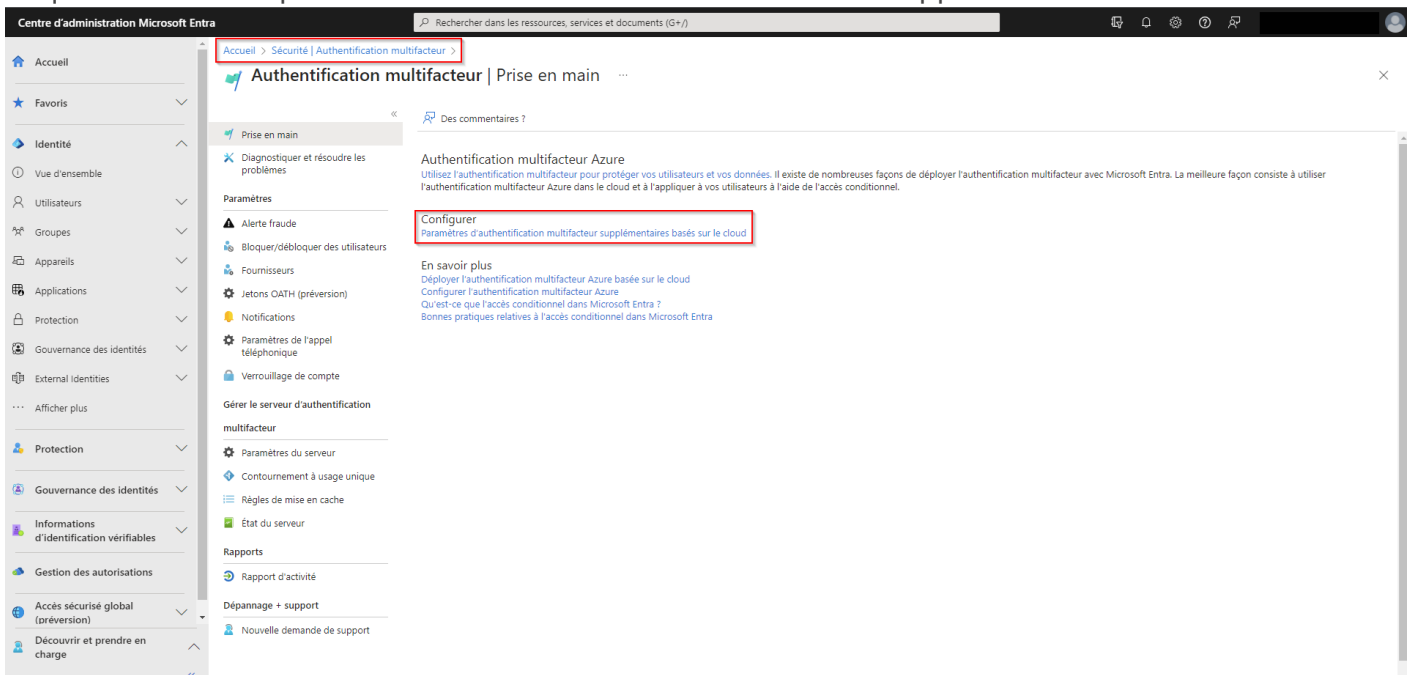 Centre d'administration Microsoft Entra
Rechercher dans les ressources, services et documents (G+/)
Accueil
Favoris
Identité
Vue d'ensemble
Utilisateurs
Groupes
Appareils
Applications
Protection
Gouvernance des identités
External Identities
Afficher plus
Protection
Gouvernance des identités
Informations
d'identification vérifiables
Gestion des autorisations
Accès sécurisé global
(préversion)
Découvrir et prendre en
charge
Accueil > Sécurité | Authentification multifacteur >
Authentification multifacteur | Prise en main ...
Prise en main
Diagnostiquer et résoudre les
problèmes
Paramètres
Alerte fraude
Bloquer/débloquer des utilisateurs
Fournisseurs
Jetons OATH (préversion)
Notifications
Paramètres de l'appel
téléphonique
Verrouillage de compte
Gérer le serveur d'authentification
multifacteur
Paramètres du serveur
Contournement à usage unique
Règles de mise en cache
État du serveur
Rapports
Rapport d'activité
Dépannage + support
Nouvelle demande de support
Des commentaires ?
Authentification multifacteur Azure
Utilisez l'authentification multifacteur pour protéger vos utilisateurs et vos données. Il existe de nombreuses façons de déployer l'authentification multifacteur avec Microsoft Entra. La meilleure façon consiste à utiliser
l'authentification multifacteur Azure dans le cloud et à l'appliquer à vos utilisateurs à l'aide de l'accès conditionnel.
Configurer
Paramètres d'authentification multifacteur supplémentaires basés sur le cloud
En savoir plus
Déployer l'authentification multifacteur Azure basée sur le cloud
Configurer l'authentification multifacteur Azure
Qu'est-ce que l'accès conditionnel dans Microsoft Entra ?
Bonnes pratiques relatives à l'accès conditionnel dans Microsoft Entra